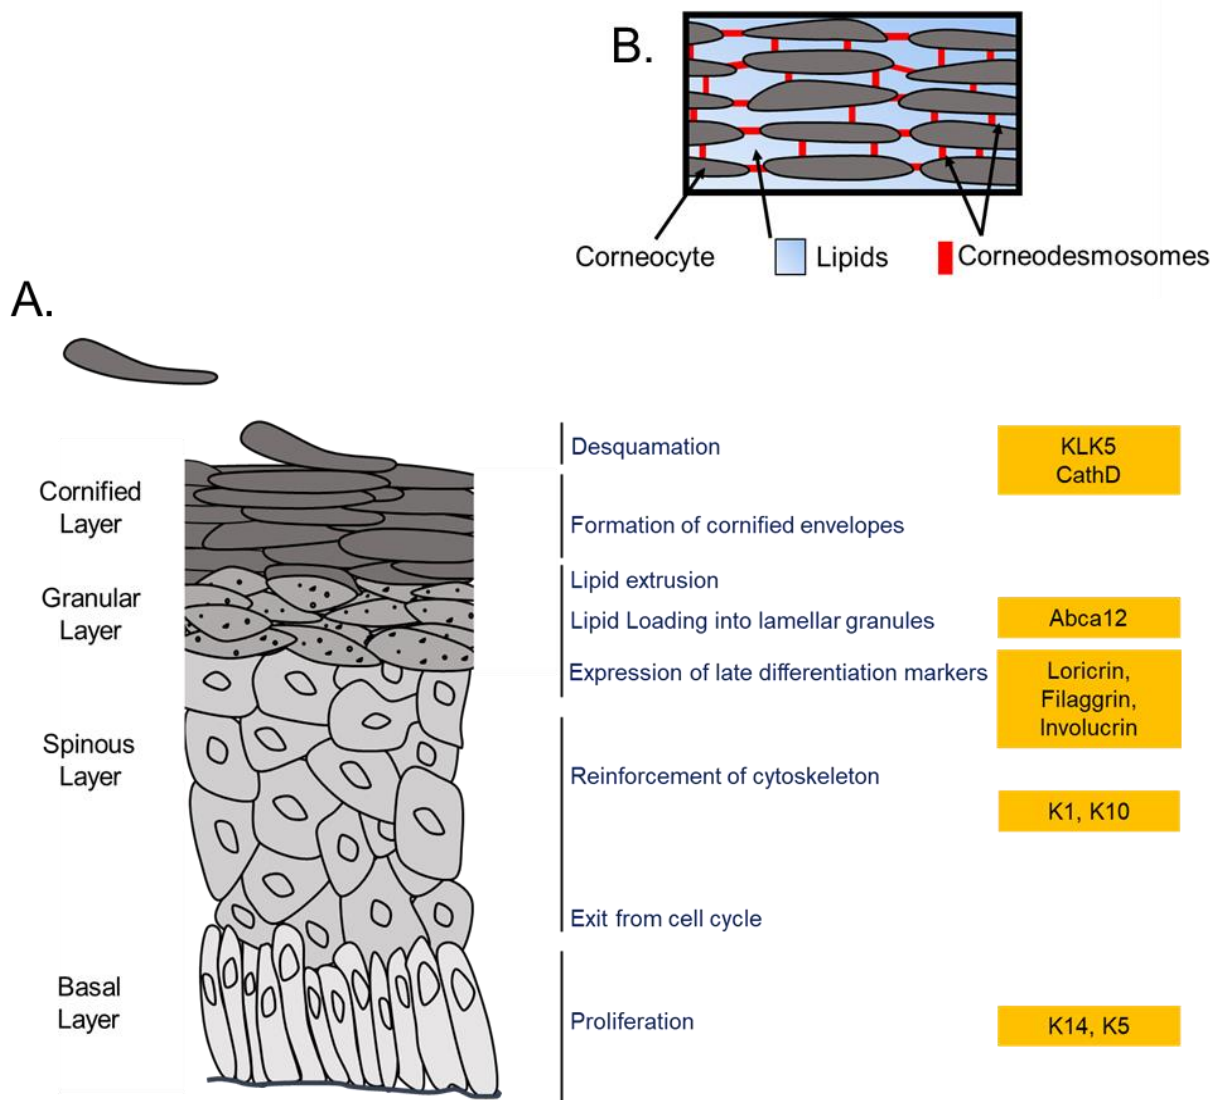 B.
Corneocyte
Lipids
Corneodesmosomes
A.
Cornified
Layer
Granular
Layer
Spinous
Layer
Basal
Layer
Desquamation
Formation of cornified envelopes
Lipid extrusion
Lipid Loading into lamellar granules
Expression of late differentiation markers
Reinforcement of cytoskeleton
Exit from cell cycle
Proliferation
KLK5
CathD
Abca12
Loricrin,
Filaggrin,
Involucrin
K1, K10
K14, K5